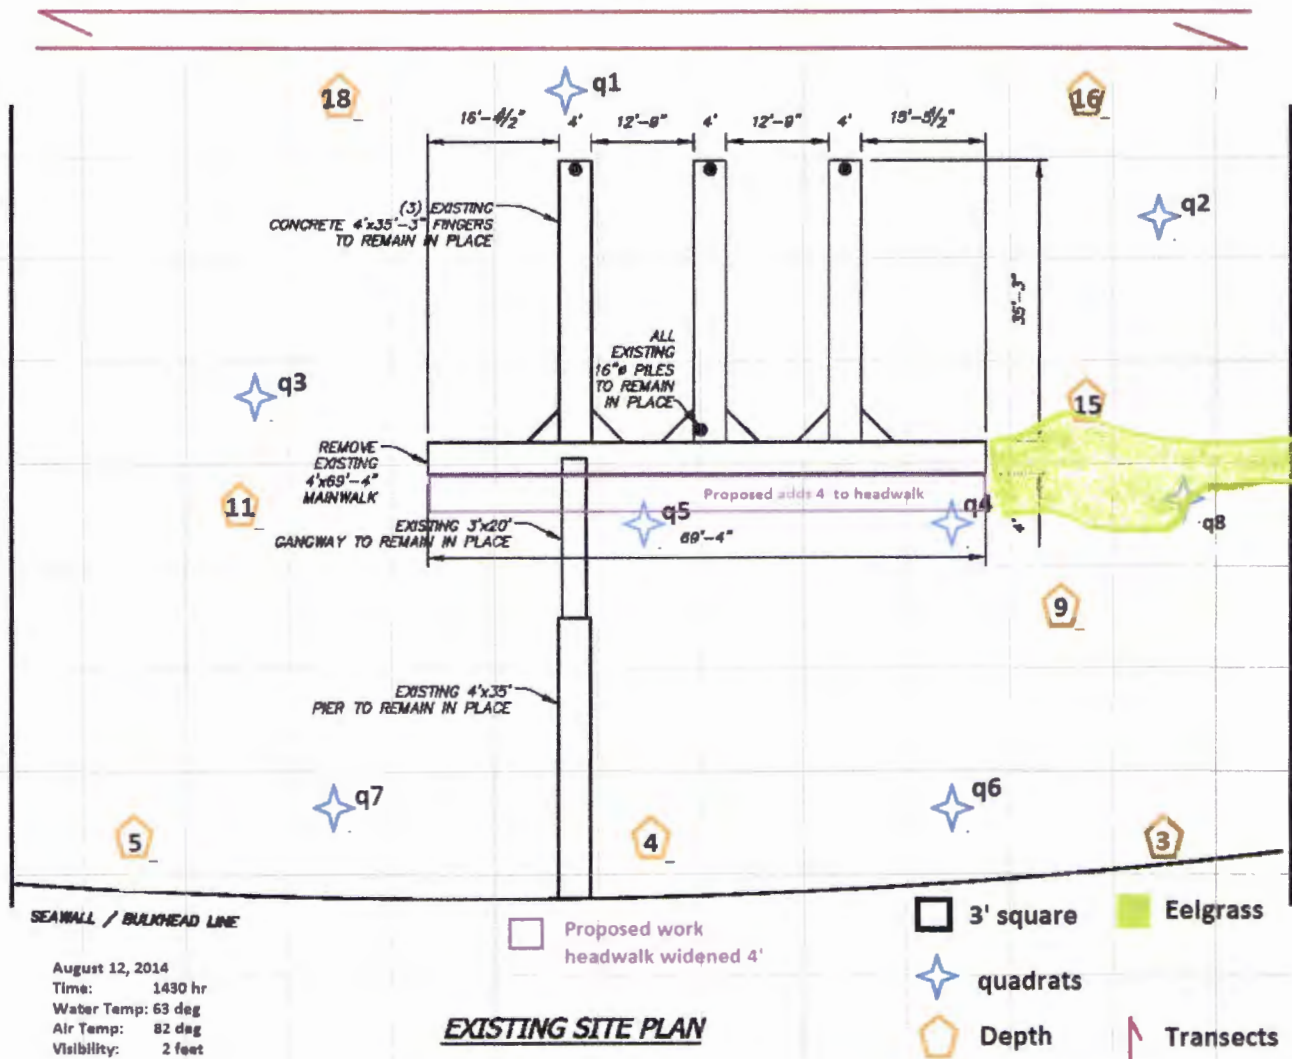 18
q1
16
16'-4½"
4'
12'-9"
4'
12'-9"
4'
15'-5½"
q2
(3) EXISTING
CONCRETE 4'x35'-3" FINGERS
TO REMAIN IN PLACE
35'-3"
ALL
EXISTING
16"ø PILES
TO REMAIN
IN PLACE
q3
15
REMOVE
EXISTING
4'x69'-4"
MAINWALK
11
Proposed adds 4' to headwalk
q5
q4
q8
4'
69'-4"
EXISTING 3'x20'
GANGWAY TO REMAIN IN PLACE
9
EXISTING 4'x35'
PIER TO REMAIN IN PLACE
q7
q6
5
4
3
SEAWALL / BULKHEAD LINE
Proposed work
headwalk widened 4'
3' square
Eelgrass
quadrats
Depth
Transects
August 12, 2014
Time: 1430 hr
Water Temp: 63 deg
Air Temp: 82 deg
Visibility: 2 feet
EXISTING SITE PLAN